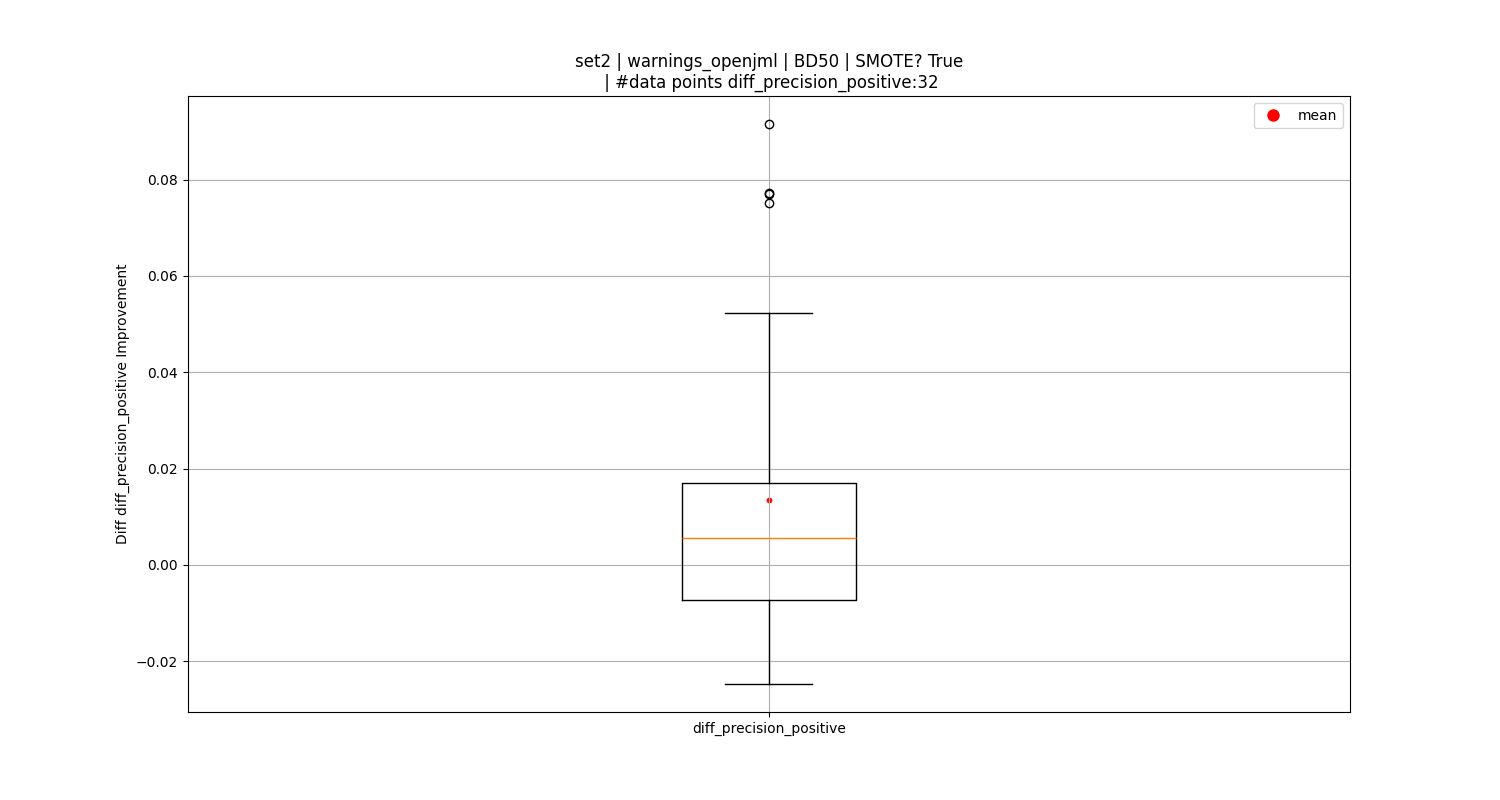 set2 | warnings_openjml | BD50 | SMOTE? True
| #data points diff_precision_positive:32
mean
0.08
0.06
0.04
0.02
0.00
−0.02
Diff diff_precision_positive Improvement
diff_precision_positive